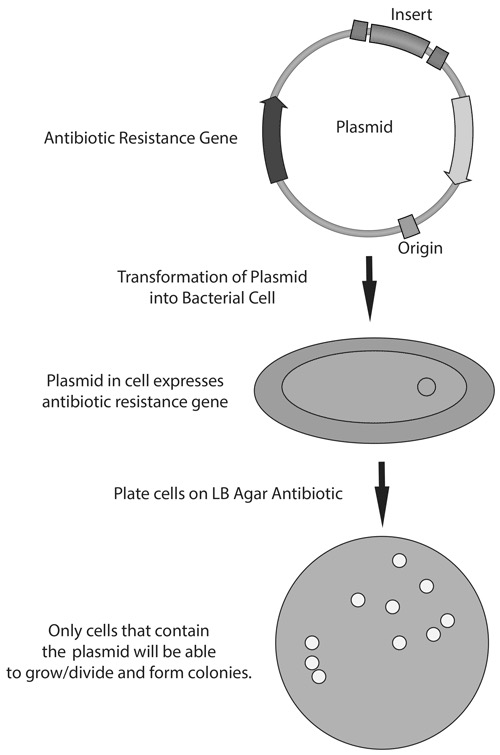 Insert
Antibiotic Resistance Gene
Plasmid
Origin
Transformation of Plasmid
into Bacterial Cell
Plasmid in cell expresses
antibiotic resistance gene
Plate cells on LB Agar Antibiotic
Only cells that contain
the plasmid will be able
to grow/divide and form colonies.